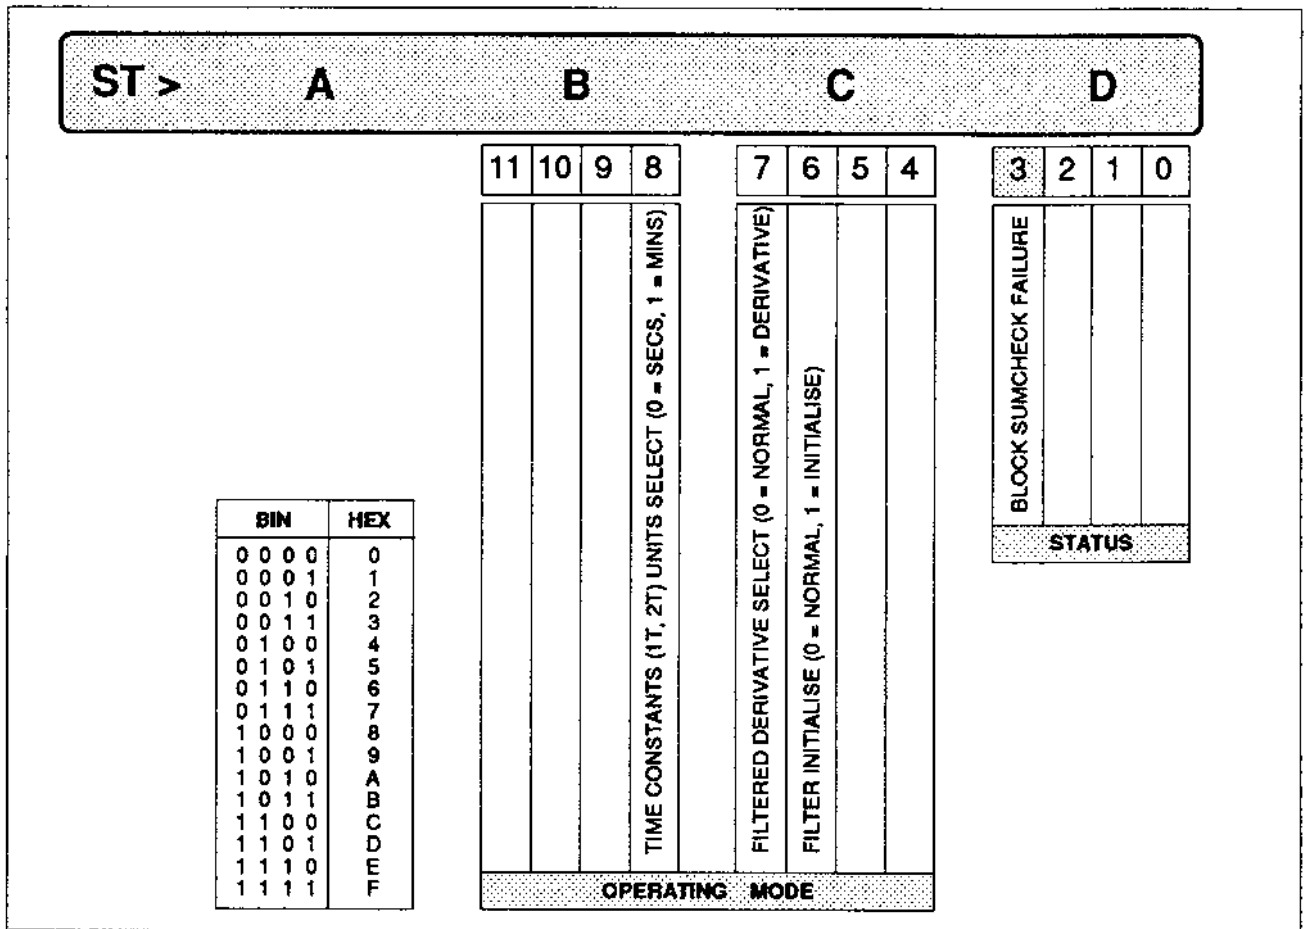 ST > A B C D
11 10 9 8 7 6 5 4 3 2 1 0
TIME CONSTANTS (1T, 2T) UNITS SELECT (0 = SECS, 1 = MINS)
FILTERED DERIVATIVE SELECT (0 = NORMAL, 1 = DERIVATIVE)
FILTER INITIALISE (0 = NORMAL, 1 = INITIALISE)
BLOCK SUMCHECK FAILURE
STATUS
BIN HEX
0 0 0 0 0
0 0 0 1 1
0 0 1 0 2
0 0 1 1 3
0 1 0 0 4
0 1 0 1 5
0 1 1 0 6
0 1 1 1 7
1 0 0 0 8
1 0 0 1 9
1 0 1 0 A
1 0 1 1 B
1 1 0 0 C
1 1 0 1 D
1 1 1 0 E
1 1 1 1 F
OPERATING MODE